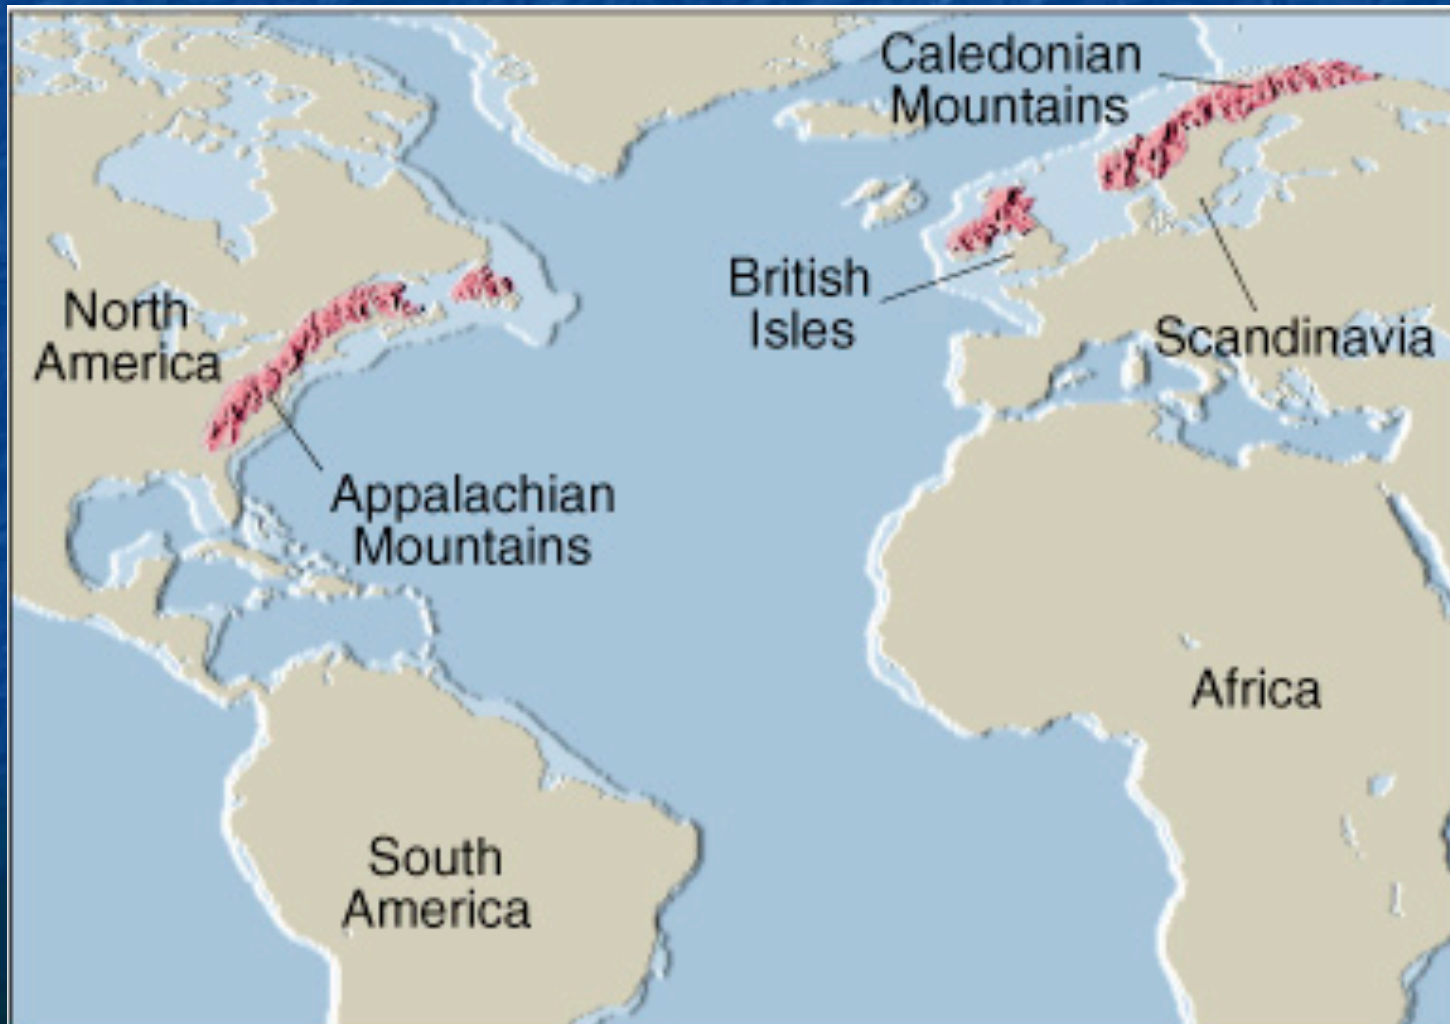 Caledonian
Mountains
British
Isles
Scandinavia
North
America
Appalachian
Mountains
Africa
South
America